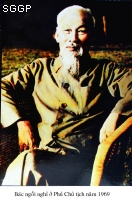 SGGP
Bác ngồi nghỉ ở Phủ Chủ tịch năm 1969